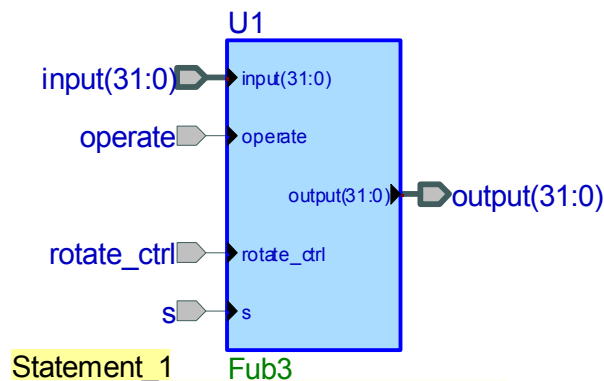 U1
input(31:0) input(31:0)
operate operate
output(31:0) output(31:0)
rotate_ctrl rotate_ctrl
s s
Statement_1 Fub3